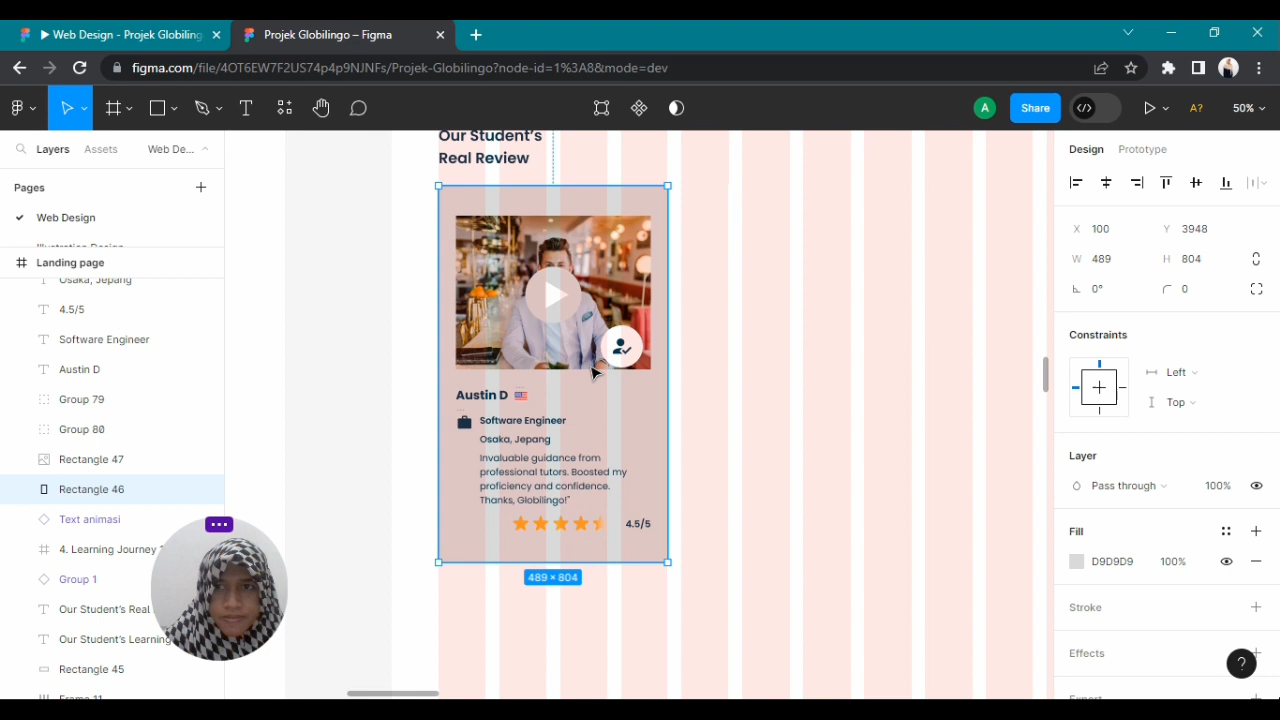 Web Design - Projek Globiling
Projek Globilingo – Figma
figma.com/file/4OT6EW7F2US74p4p9NJNFs/Projek-Globilingo?node-id=1%3A8&mode=dev
A
Share
A?
50%
Layers
Assets
Web De...
Pages
Web Design
Landing page
Osaka, Jepang
4.5/5
Software Engineer
Austin D
Group 79
Group 80
Rectangle 47
Rectangle 46
Text animasi
4. Learning Journey
Group 1
Our Student's Real
Our Student's Learning
Rectangle 45
Frame 11
Our Student's
Real Review
Austin D
Software Engineer
Osaka, Jepang
Invaluable guidance from
professional tutors. Boosted my
proficiency and confidence.
Thanks, Globilingo!"
4.5/5
489 × 804
Design
Prototype
X 100
Y 3948
W 489
H 804
0°
0
Constraints
Left
Top
Layer
Pass through
100%
Fill
D9D9D9
100%
Stroke
Effects
Export
?